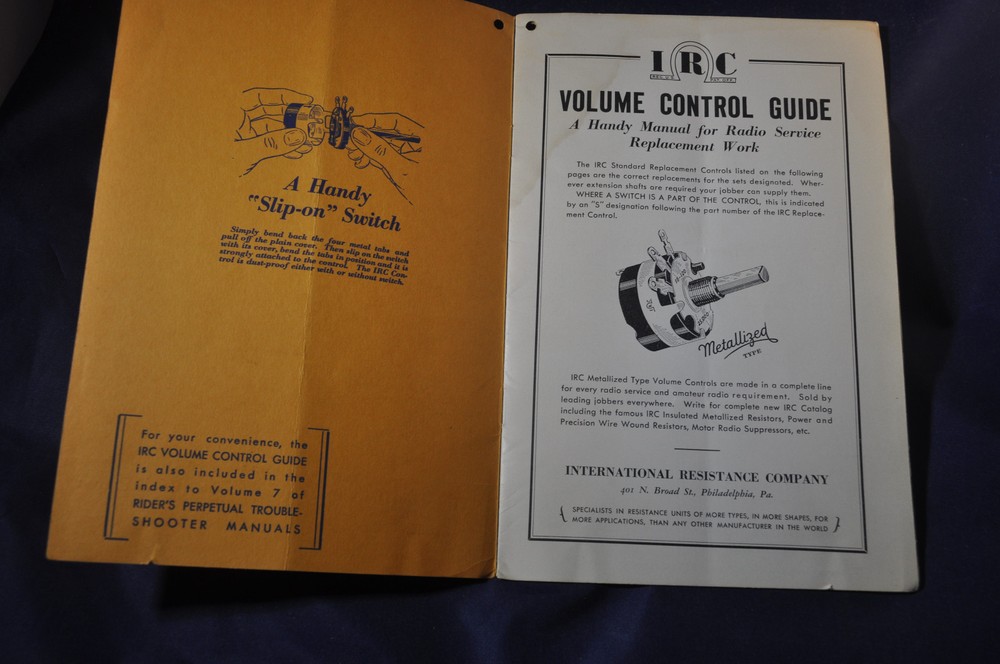 A Handy
"Slip-on" Switch
Simply bend back the four metal tabs and
pull off the plain cover. Then slip on the switch
with its cover, bend the tabs in position and it is
strongly attached to the control. The IRC Con-
trol is dust-proof either with or without switch.
For your convenience, the
IRC VOLUME CONTROL GUIDE
is also included in the
index to Volume 7 of
RIDER'S PERPETUAL TROUBLE-
SHOOTER MANUALS
IRC
VOLUME CONTROL GUIDE
A Handy Manual for Radio Service
Replacement Work
The IRC Standard Replacement Controls listed on the following
pages are the correct replacements for the sets designated. Wher-
ever extension shafts are required your jobber can supply them.
WHERE A SWITCH IS A PART OF THE CONTROL, this is indicated
by an "S" designation following the part number of the IRC Replace-
ment Control.
Metallized
TYPE
IRC Metallized Type Volume Controls are made in a complete line
for every radio service and amateur radio requirement. Sold by
leading jobbers everywhere. Write for complete new IRC Catalog
including the famous IRC Insulated Metallized Resistors, Power and
Precision Wire Wound Resistors, Motor Radio Suppressors, etc.
INTERNATIONAL RESISTANCE COMPANY
401 N. Broad St., Philadelphia, Pa.
SPECIALISTS IN RESISTANCE UNITS OF MORE TYPES, IN MORE SHAPES, FOR
MORE APPLICATIONS, THAN ANY OTHER MANUFACTURER IN THE WORLD